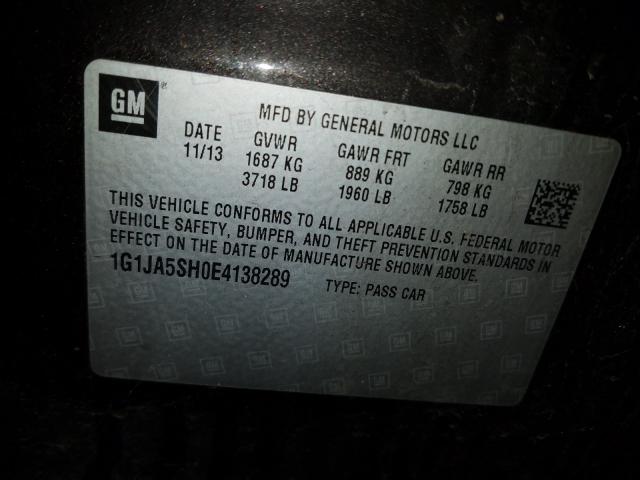 GM ®
MFD BY GENERAL MOTORS LLC
DATE GVWR GAWR FRT GAWR RR
11/13 1687 KG 889 KG 798 KG
3718 LB 1960 LB 1758 LB
THIS VEHICLE CONFORMS TO ALL APPLICABLE U.S. FEDERAL MOTOR
VEHICLE SAFETY, BUMPER, AND THEFT PREVENTION STANDARDS IN
EFFECT ON THE DATE OF MANUFACTURE SHOWN ABOVE.
1G1JA5SH0E4138289 TYPE: PASS CAR